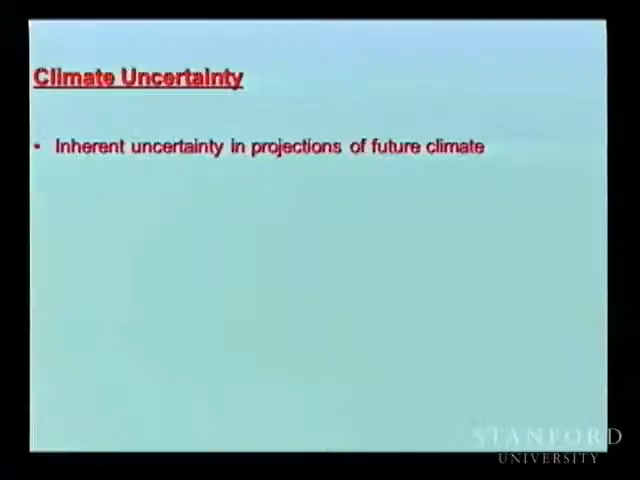 Climate Uncertainty
• Inherent uncertainty in projections of future climate
STANFORD
UNIVERSITY